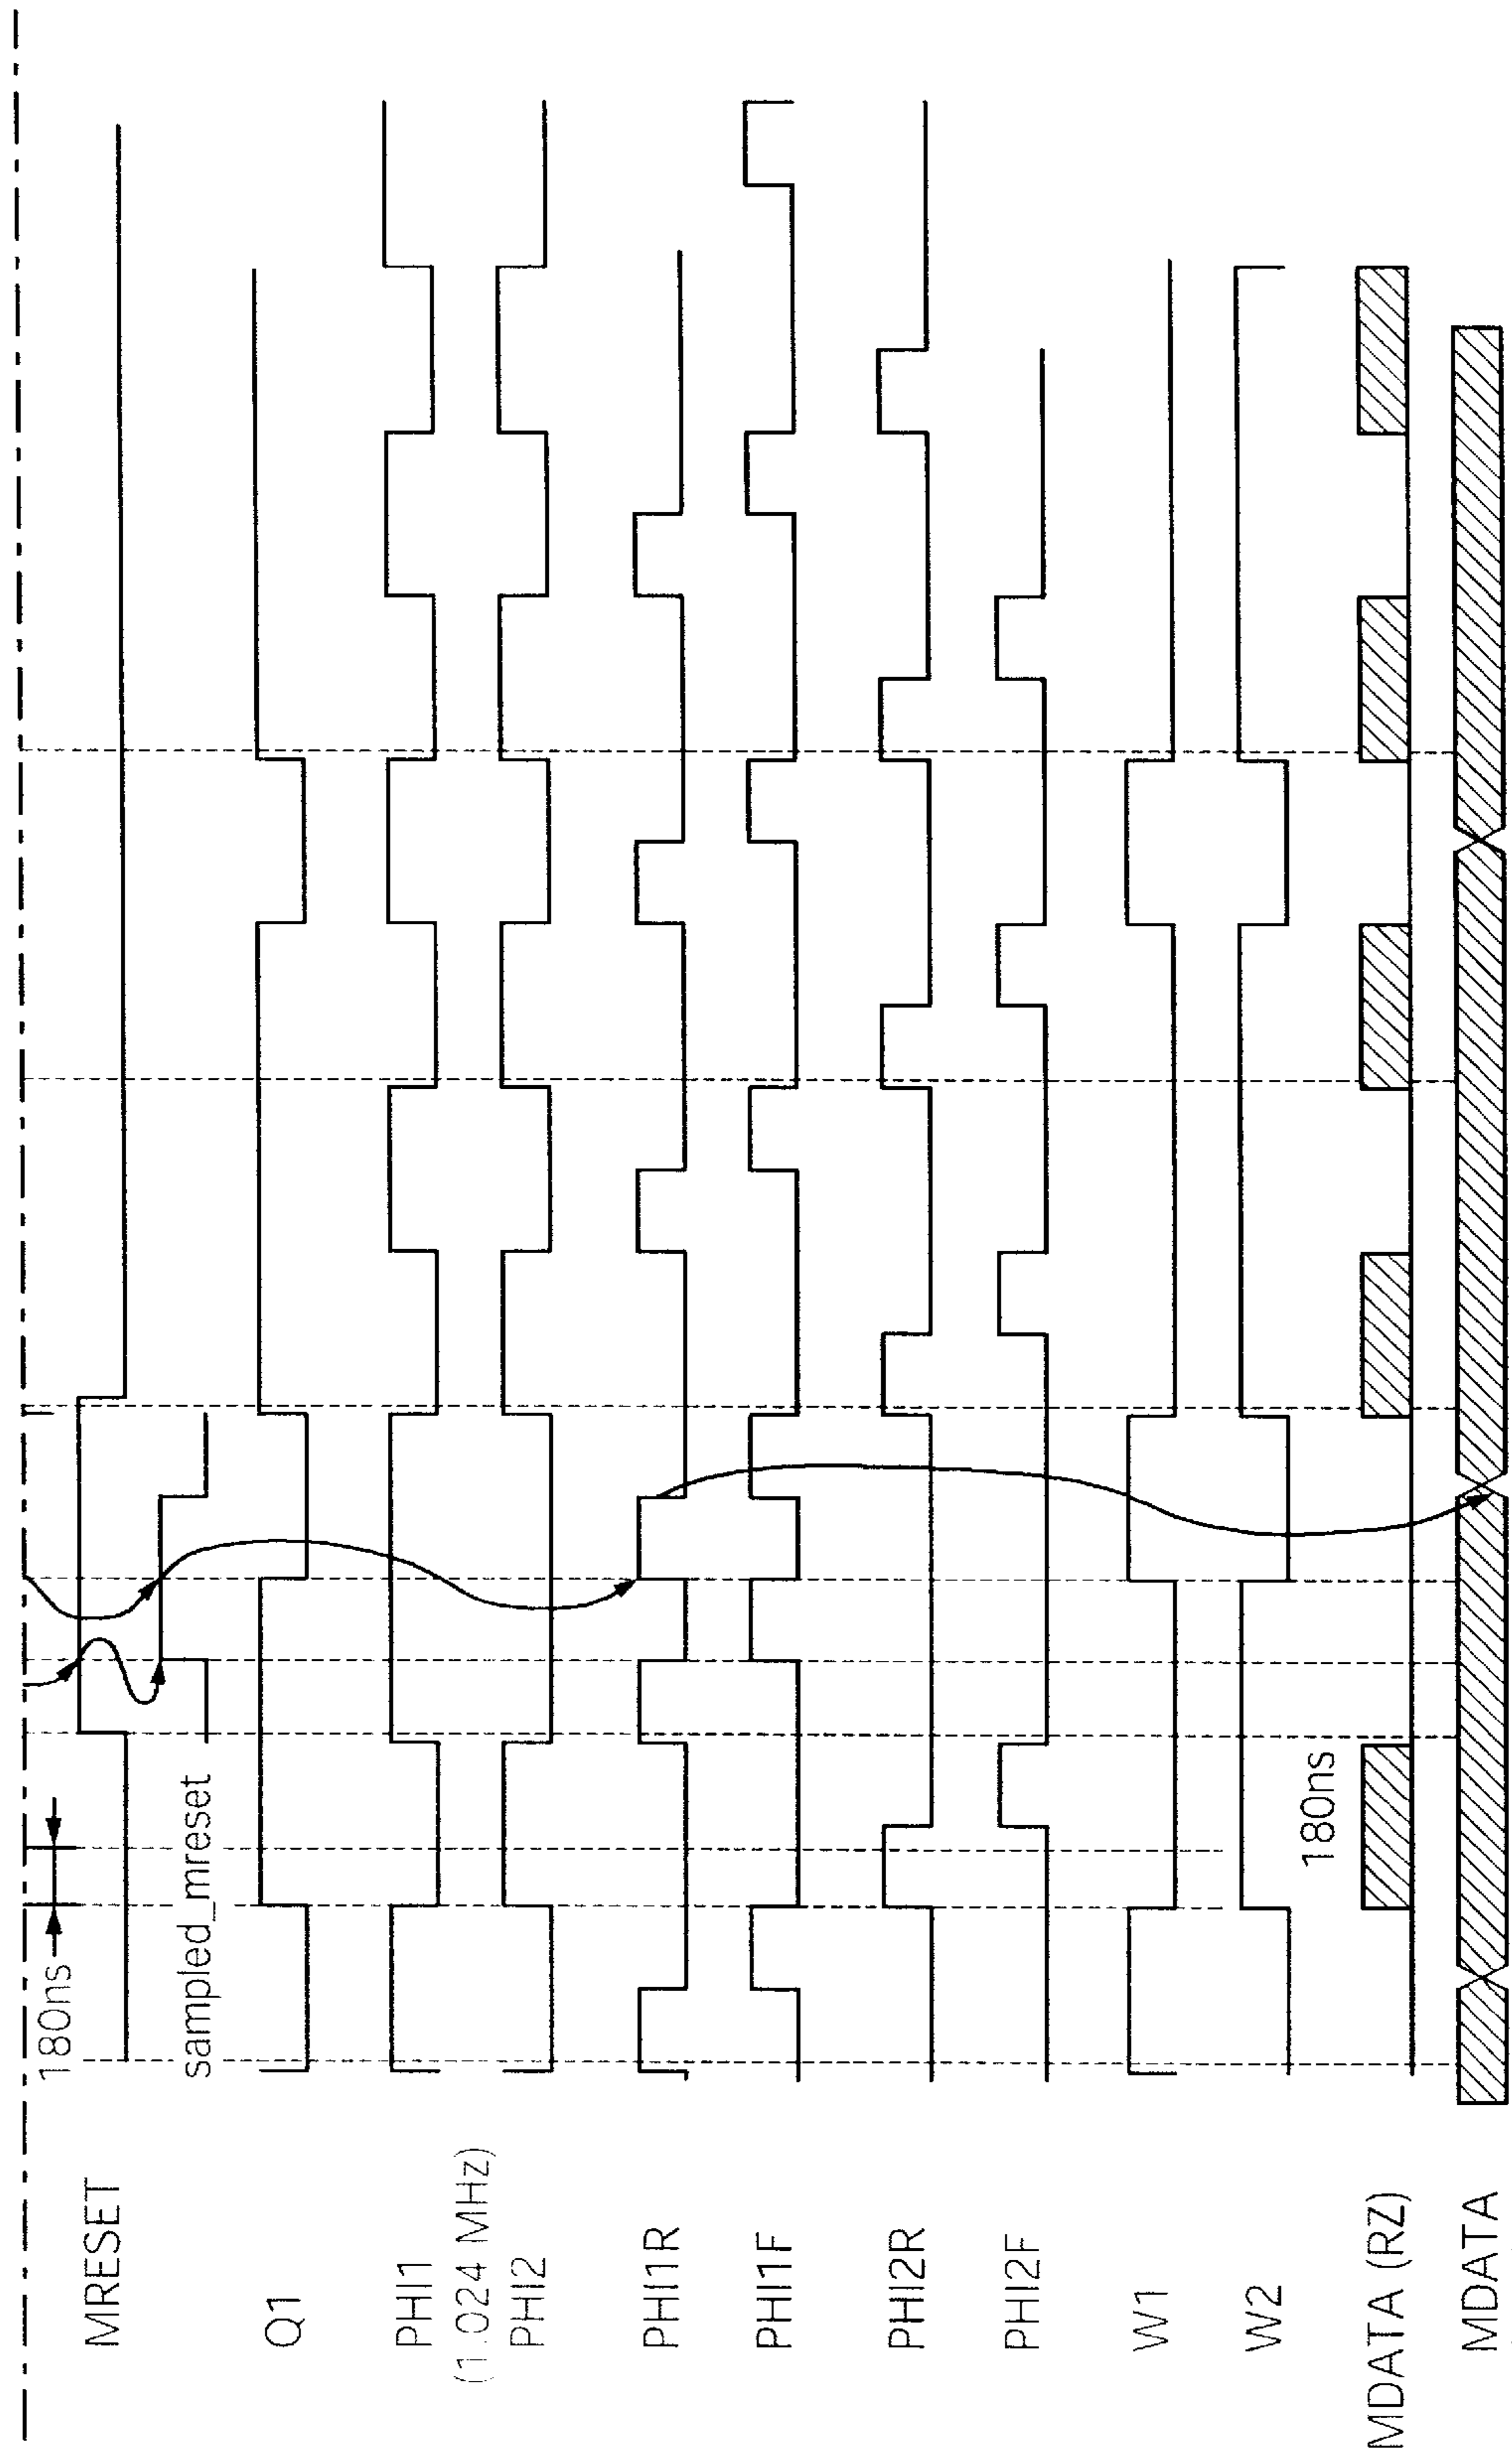 180ns
MRESET
sampled_mreset
Q1
PHI1
(1.024 MHz)
PHI2
PHI1R
PHI1F
PHI2R
PHI2F
W1
W2
180ns
MDATA (RZ)
MDATA